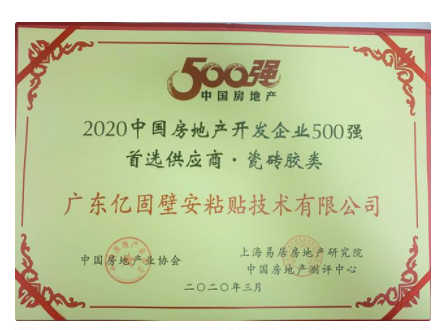 500强
中国房地产
2020中国房地产开发企业500强
首选供应商·瓷砖胶类
广东亿固壁安粘贴技术有限公司
中国房地产业协会
上海易居房地产研究院
中国房地产测评中心
二〇二〇年三月